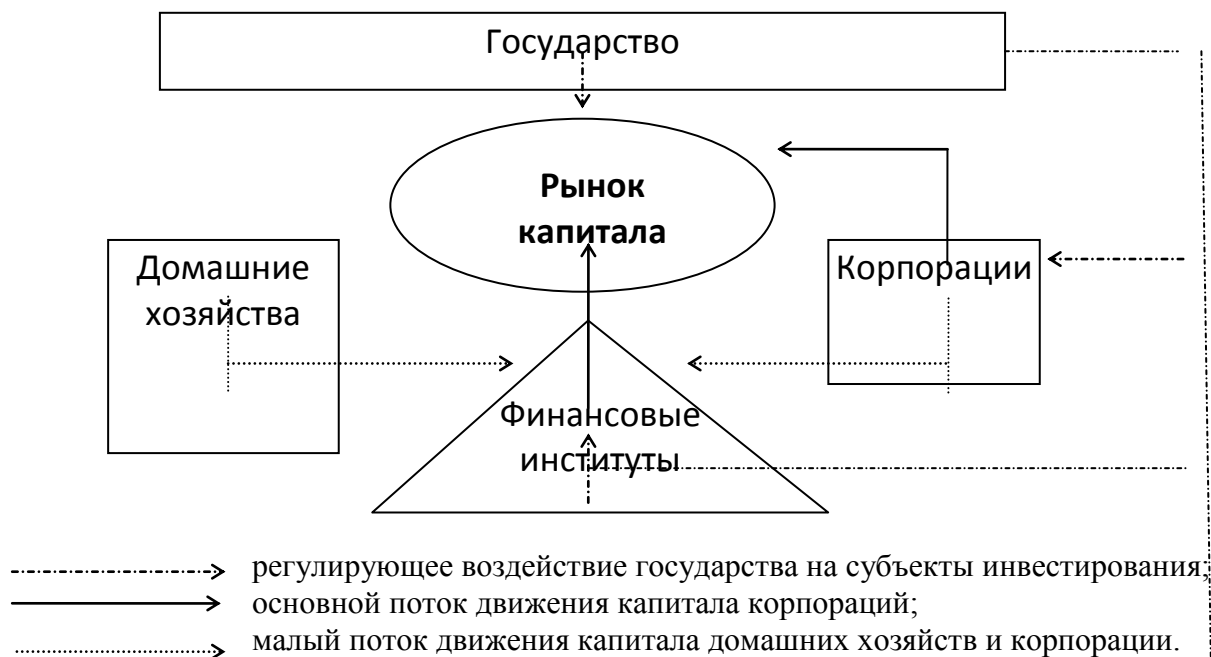 Государство
Рынок
капитала
Домашние
хозяйства
Корпорации
Финансовые
институты
регулирующее воздействие государства на субъекты инвестирования;
основной поток движения капитала корпораций;
малый поток движения капитала домашних хозяйств и корпорации.